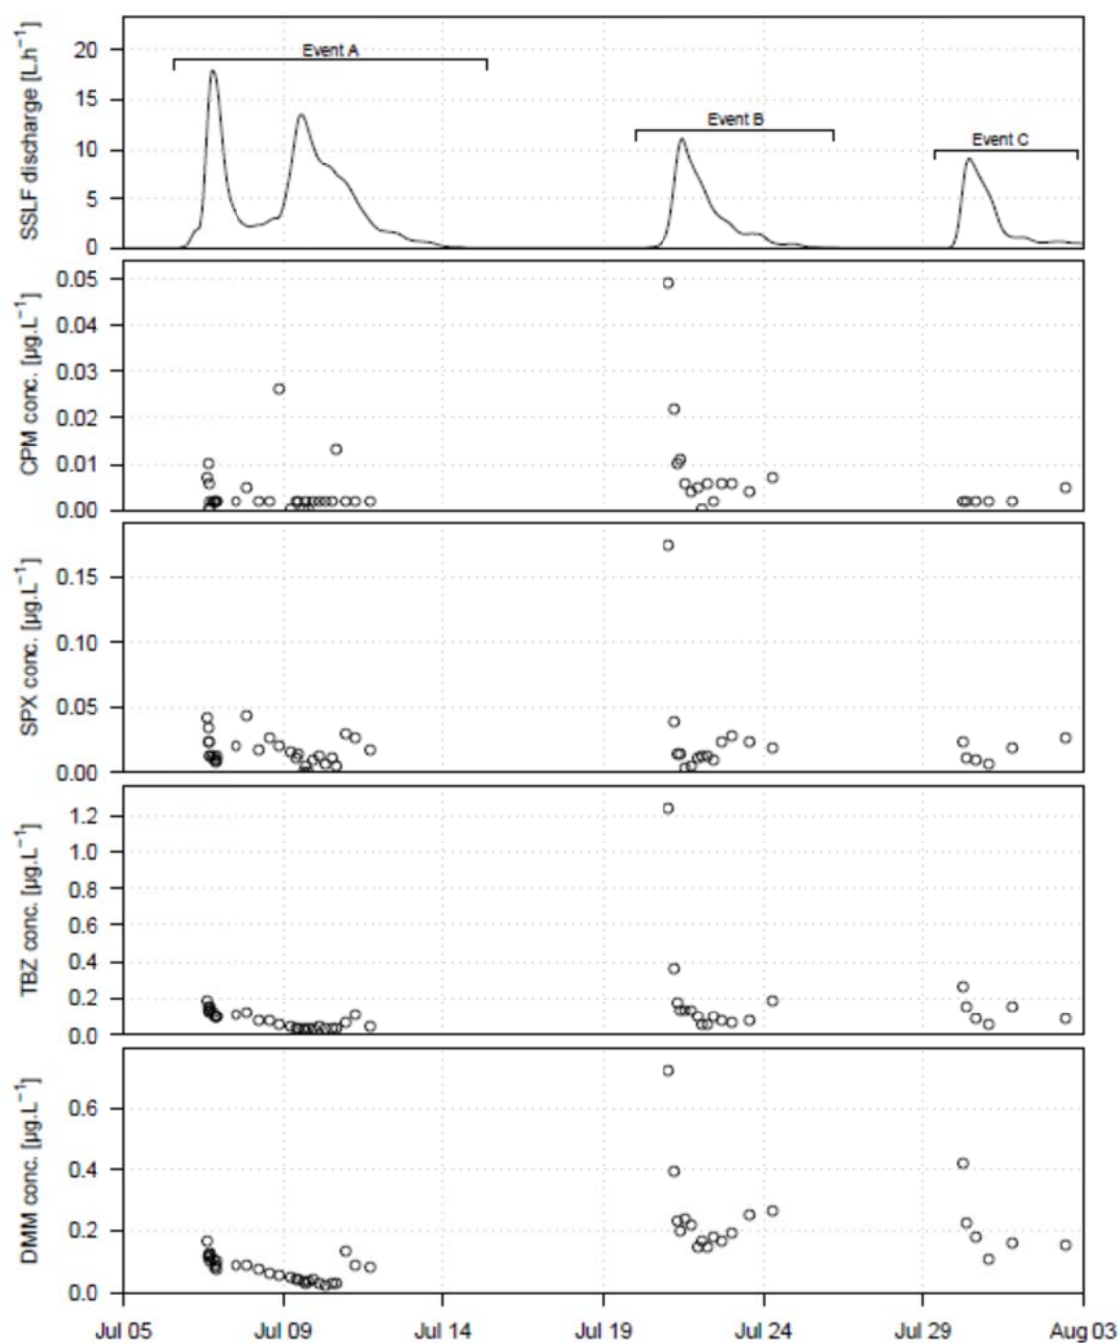 SSLF discharge [L.h⁻¹]
20
15
10
5
0
Event A
Event B
Event C
CPM conc. [µg.L⁻¹]
0.05
0.04
0.03
0.02
0.01
0.00
SPX conc. [µg.L⁻¹]
0.15
0.10
0.05
0.00
TBZ conc. [µg.L⁻¹]
1.2
1.0
0.8
0.6
0.4
0.2
0.0
DMM conc. [µg.L⁻¹]
0.6
0.4
0.2
0.0
Jul 05 Jul 09 Jul 14 Jul 19 Jul 24 Jul 29 Aug 03